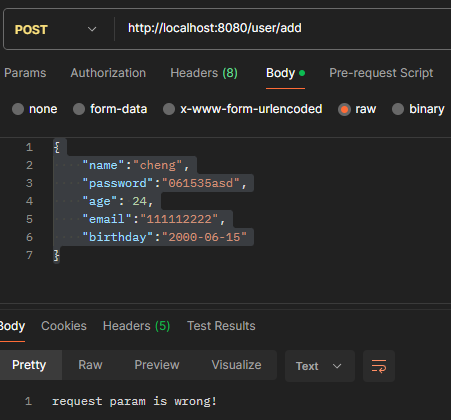 POST http://localhost:8080/user/add
Params Authorization Headers (8) Body Pre-request Script
none form-data x-www-form-urlencoded raw binary
1 {
2 "name":"cheng",
3 "password":"061535asd",
4 "age": 24,
5 "email":"111112222",
6 "birthday":"2000-06-15"
7 }
Body Cookies Headers (5) Test Results
Pretty Raw Preview Visualize Text
1 request param is wrong!